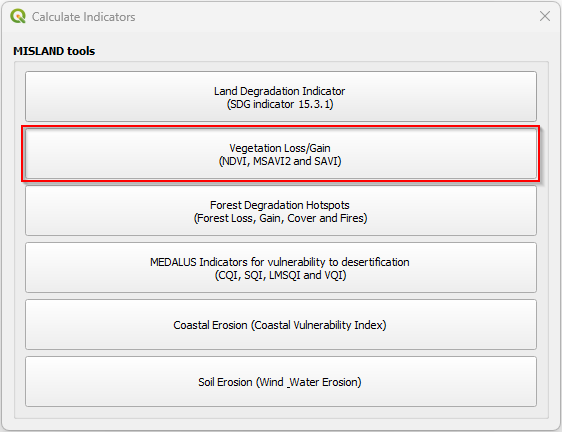 Calculate Indicators
MISLAND tools
Land Degradation Indicator
(SDG indicator 15.3.1)
Vegetation Loss/Gain
(NDVI, MSAVI2 and SAVI)
Forest Degradation Hotspots
(Forest Loss, Gain, Cover and Fires)
MEDALUS Indicators for vulnerability to desertification
(CQI, SQI, LMSQI and VQI)
Coastal Erosion (Coastal Vulnerability Index)
Soil Erosion (Wind _Water Erosion)